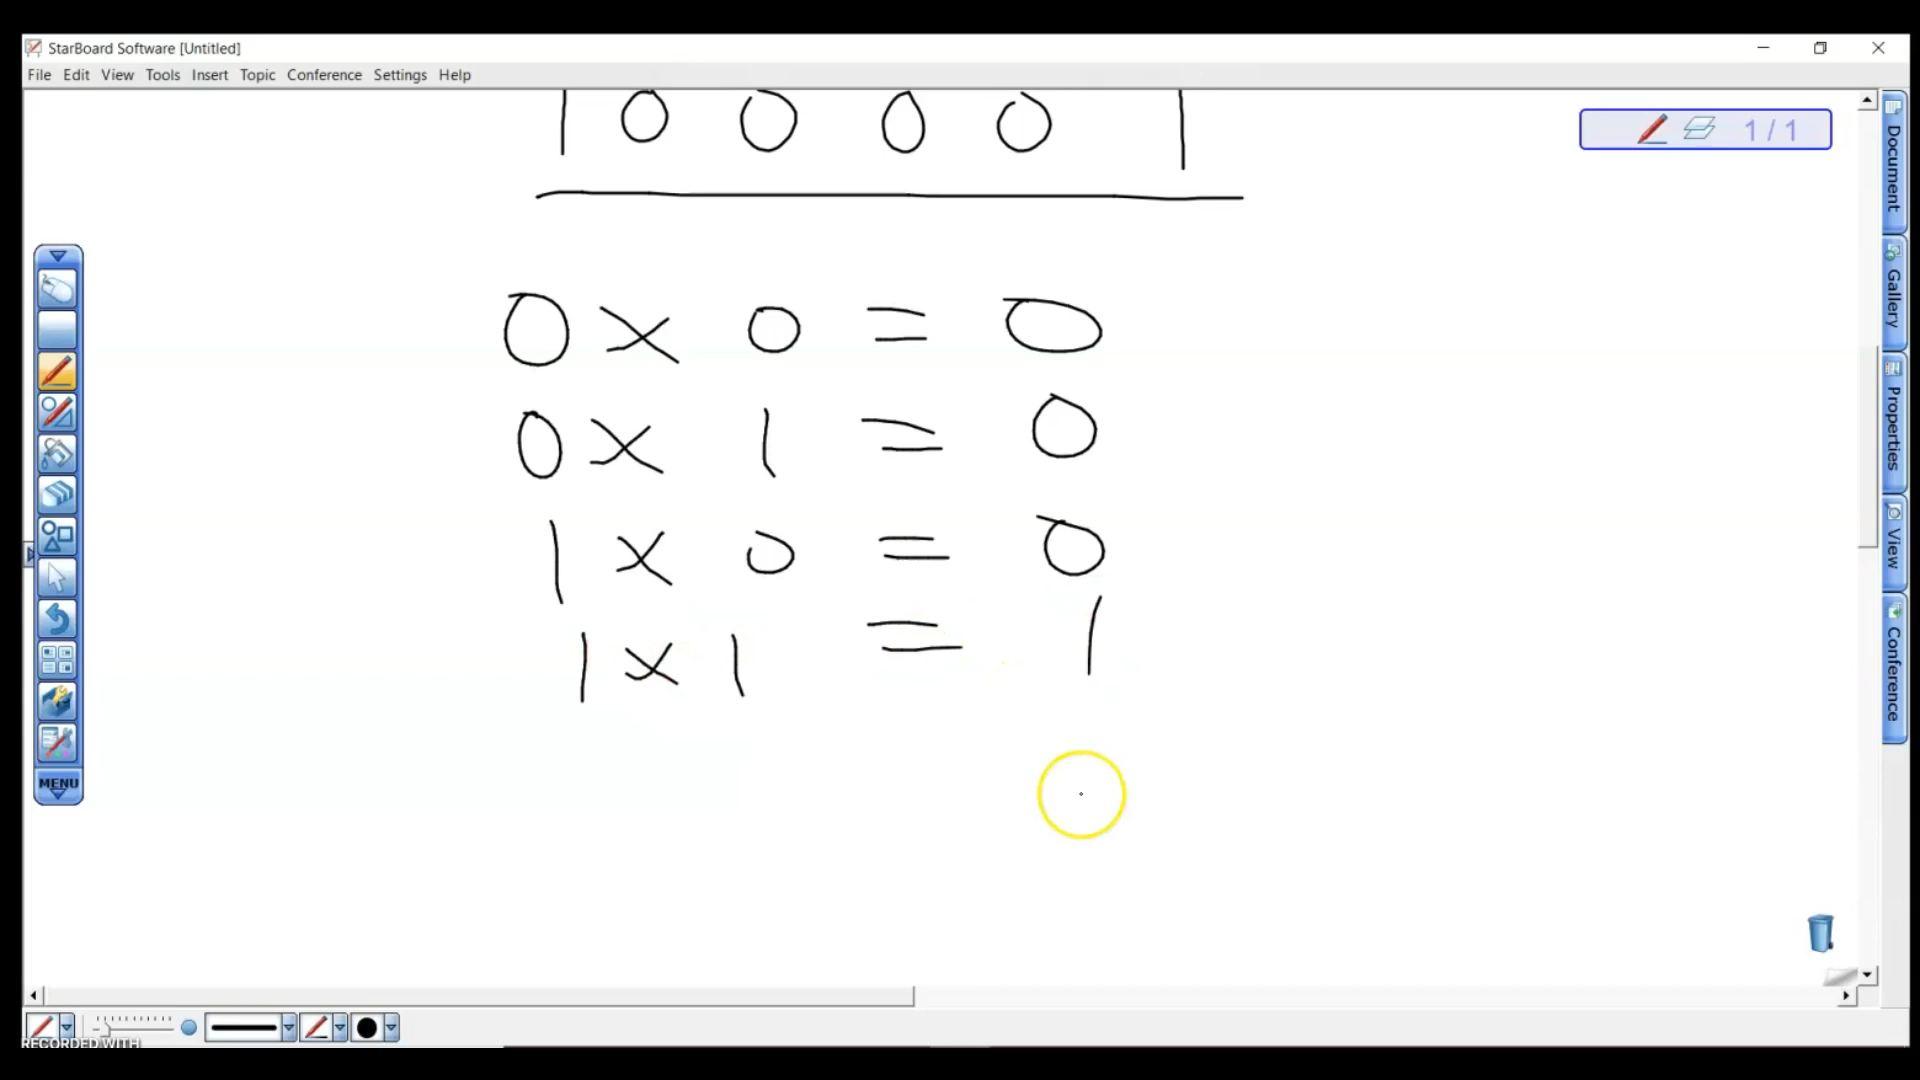 StarBoard Software [Untitled]
File Edit View Tools Insert Topic Conference Settings Help
1 0 0 0 0 1
1 / 1
0 x 0 = 0
0 x 1 = 0
1 x 0 = 0
1 x 1 = 1
MENU
Document
Gallery
Properties
View
Conference
RECORDED WITH